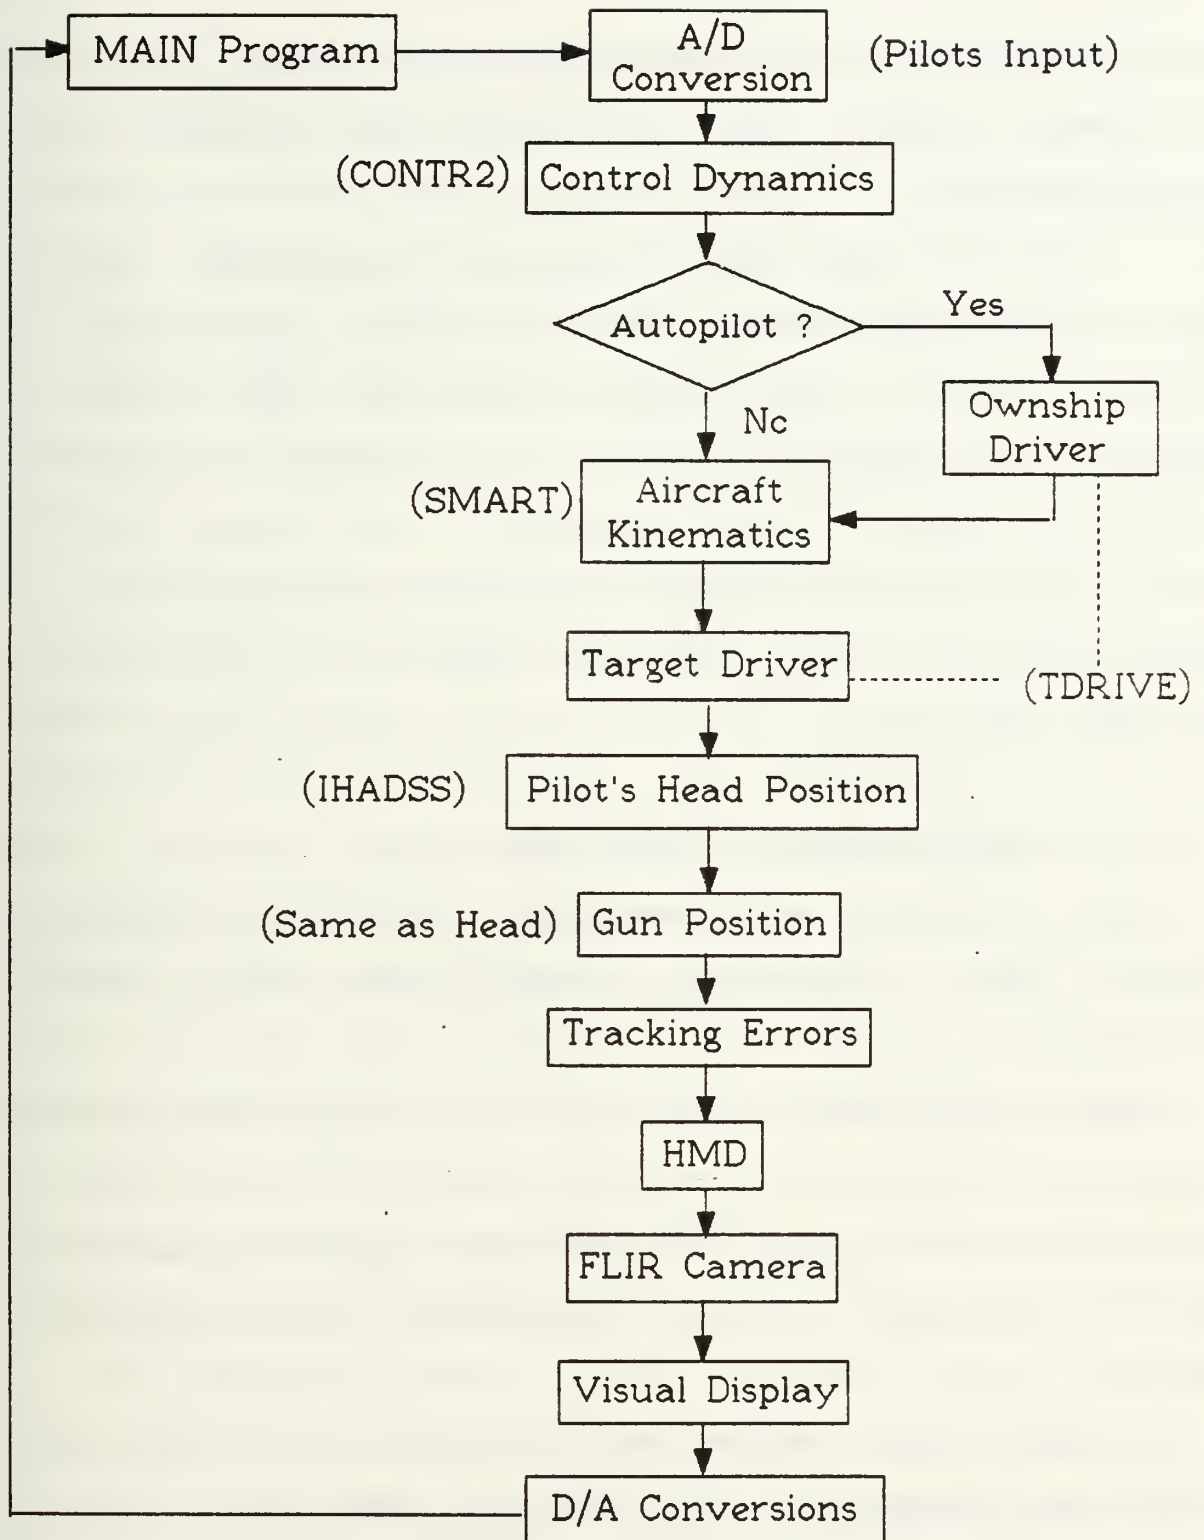 MAIN Program
A/D
Conversion
(Pilots Input)
(CONTR2)
Control Dynamics
Autopilot ?
Yes
Ownship
Driver
Nc
(SMART)
Aircraft
Kinematics
Target Driver
(TDRIVE)
(IHADSS)
Pilot's Head Position
(Same as Head)
Gun Position
Tracking Errors
HMD
FLIR Camera
Visual Display
D/A Conversions